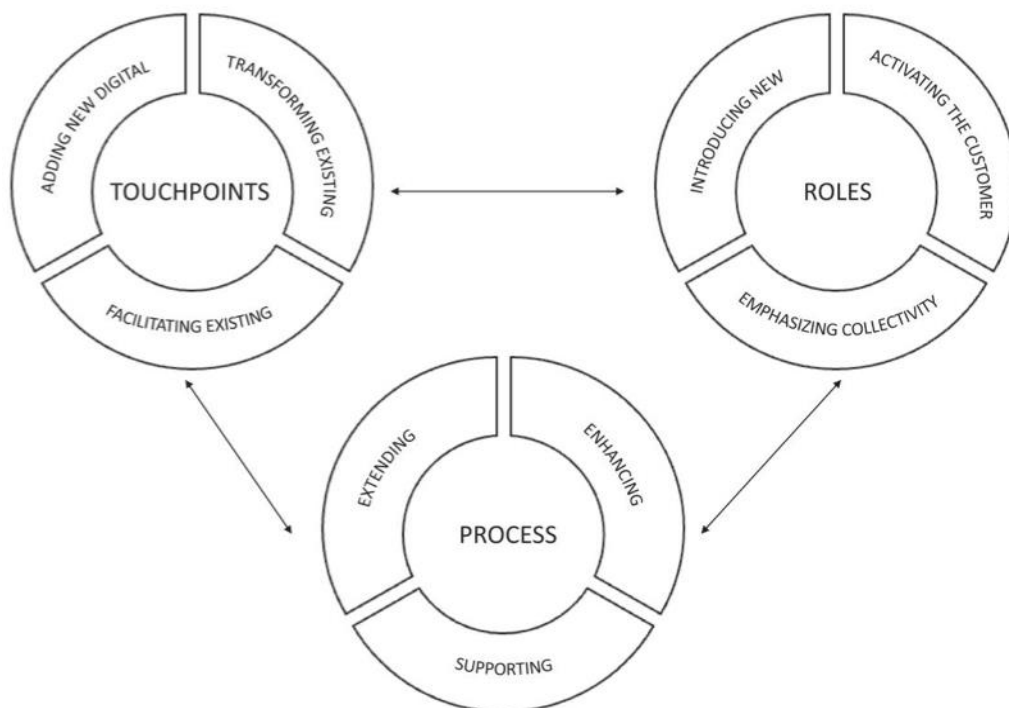 ADDING NEW DIGITAL
TRANSFORMING EXISTING
TOUCHPOINTS
FACILITATING EXISTING
INTRODUCING NEW
ACTIVATING THE CUSTOMER
ROLES
EMPHASIZING COLLECTIVITY
EXTENDING
ENHANCING
PROCESS
SUPPORTING